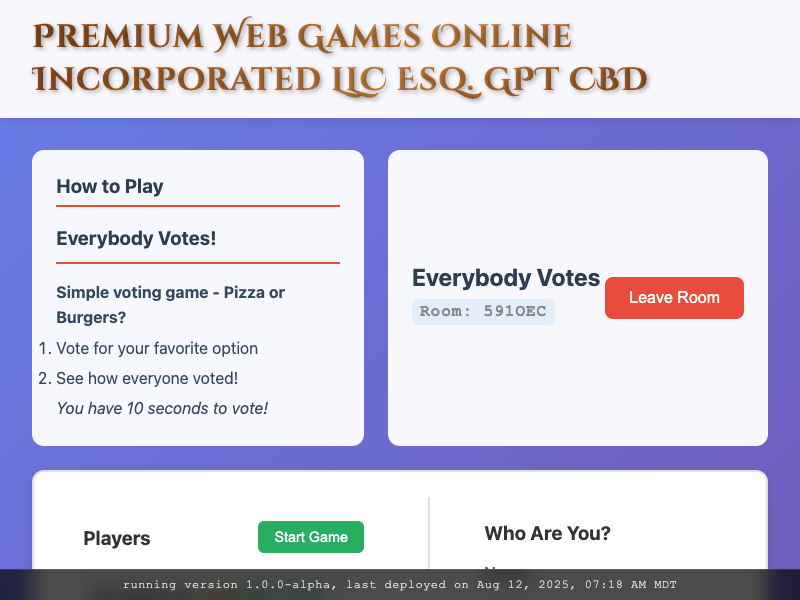 Premium Web Games Online
Incorporated LLC Esq. GPT CBD
How to Play
Everybody Votes!
Simple voting game - Pizza or
Burgers?
1. Vote for your favorite option
2. See how everyone voted!
You have 10 seconds to vote!
Everybody Votes
Room: 591OEC
Leave Room
Players
Start Game
Who Are You?
running version 1.0.0-alpha, last deployed on Aug 12, 2025, 07:18 AM MDT